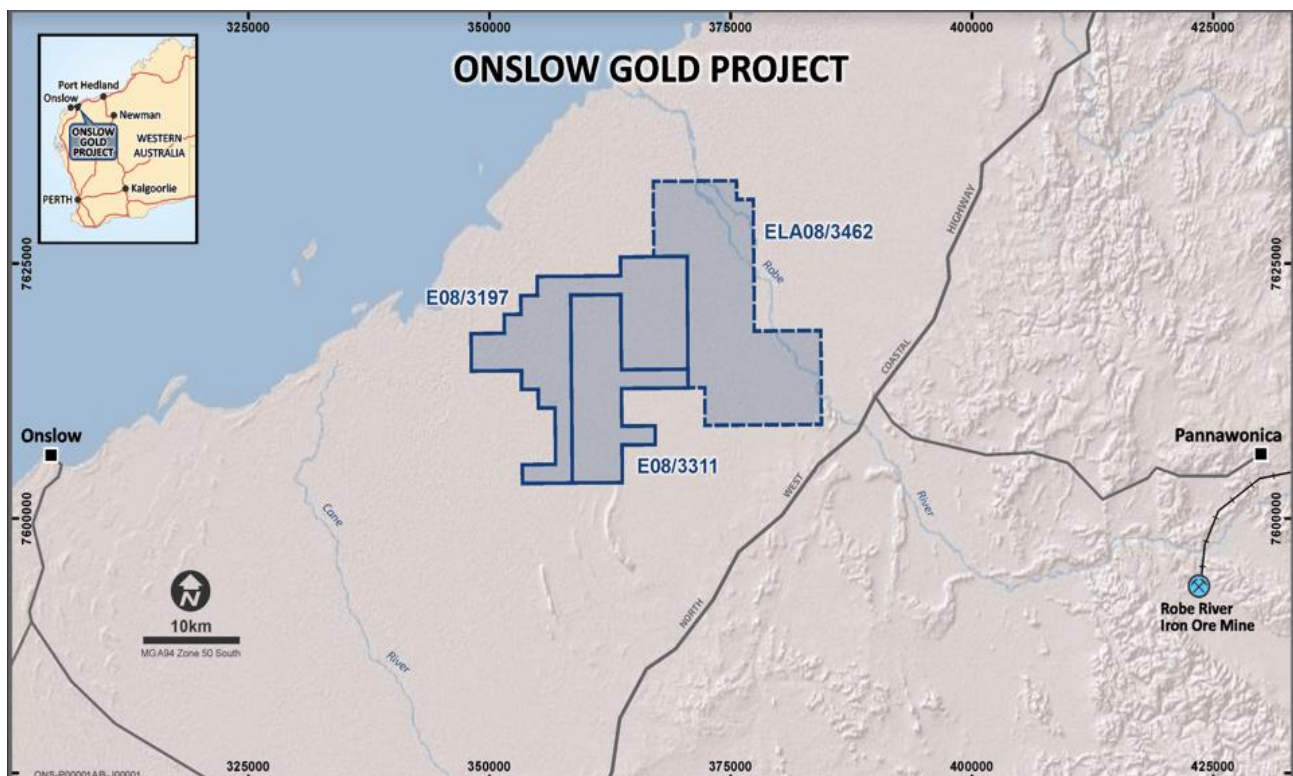 325000
350000
375000
400000
425000
ONSLOW GOLD PROJECT
Port Hedland
Onslow
Newman
ONSLOW
GOLD
PROJECT
WESTERN
AUSTRALIA
Kalgoorlie
PERTH
7625000
7625000
ELA08/3462
Robe
E08/3197
HIGHWAY
COASTAL
WEST
NORTH
Onslow
Pannawonica
E08/3311
River
Cane
River
7600000
7600000
N
10km
MGA94 Zone 50 South
Robe River
Iron Ore Mine
325000
350000
375000
400000
425000